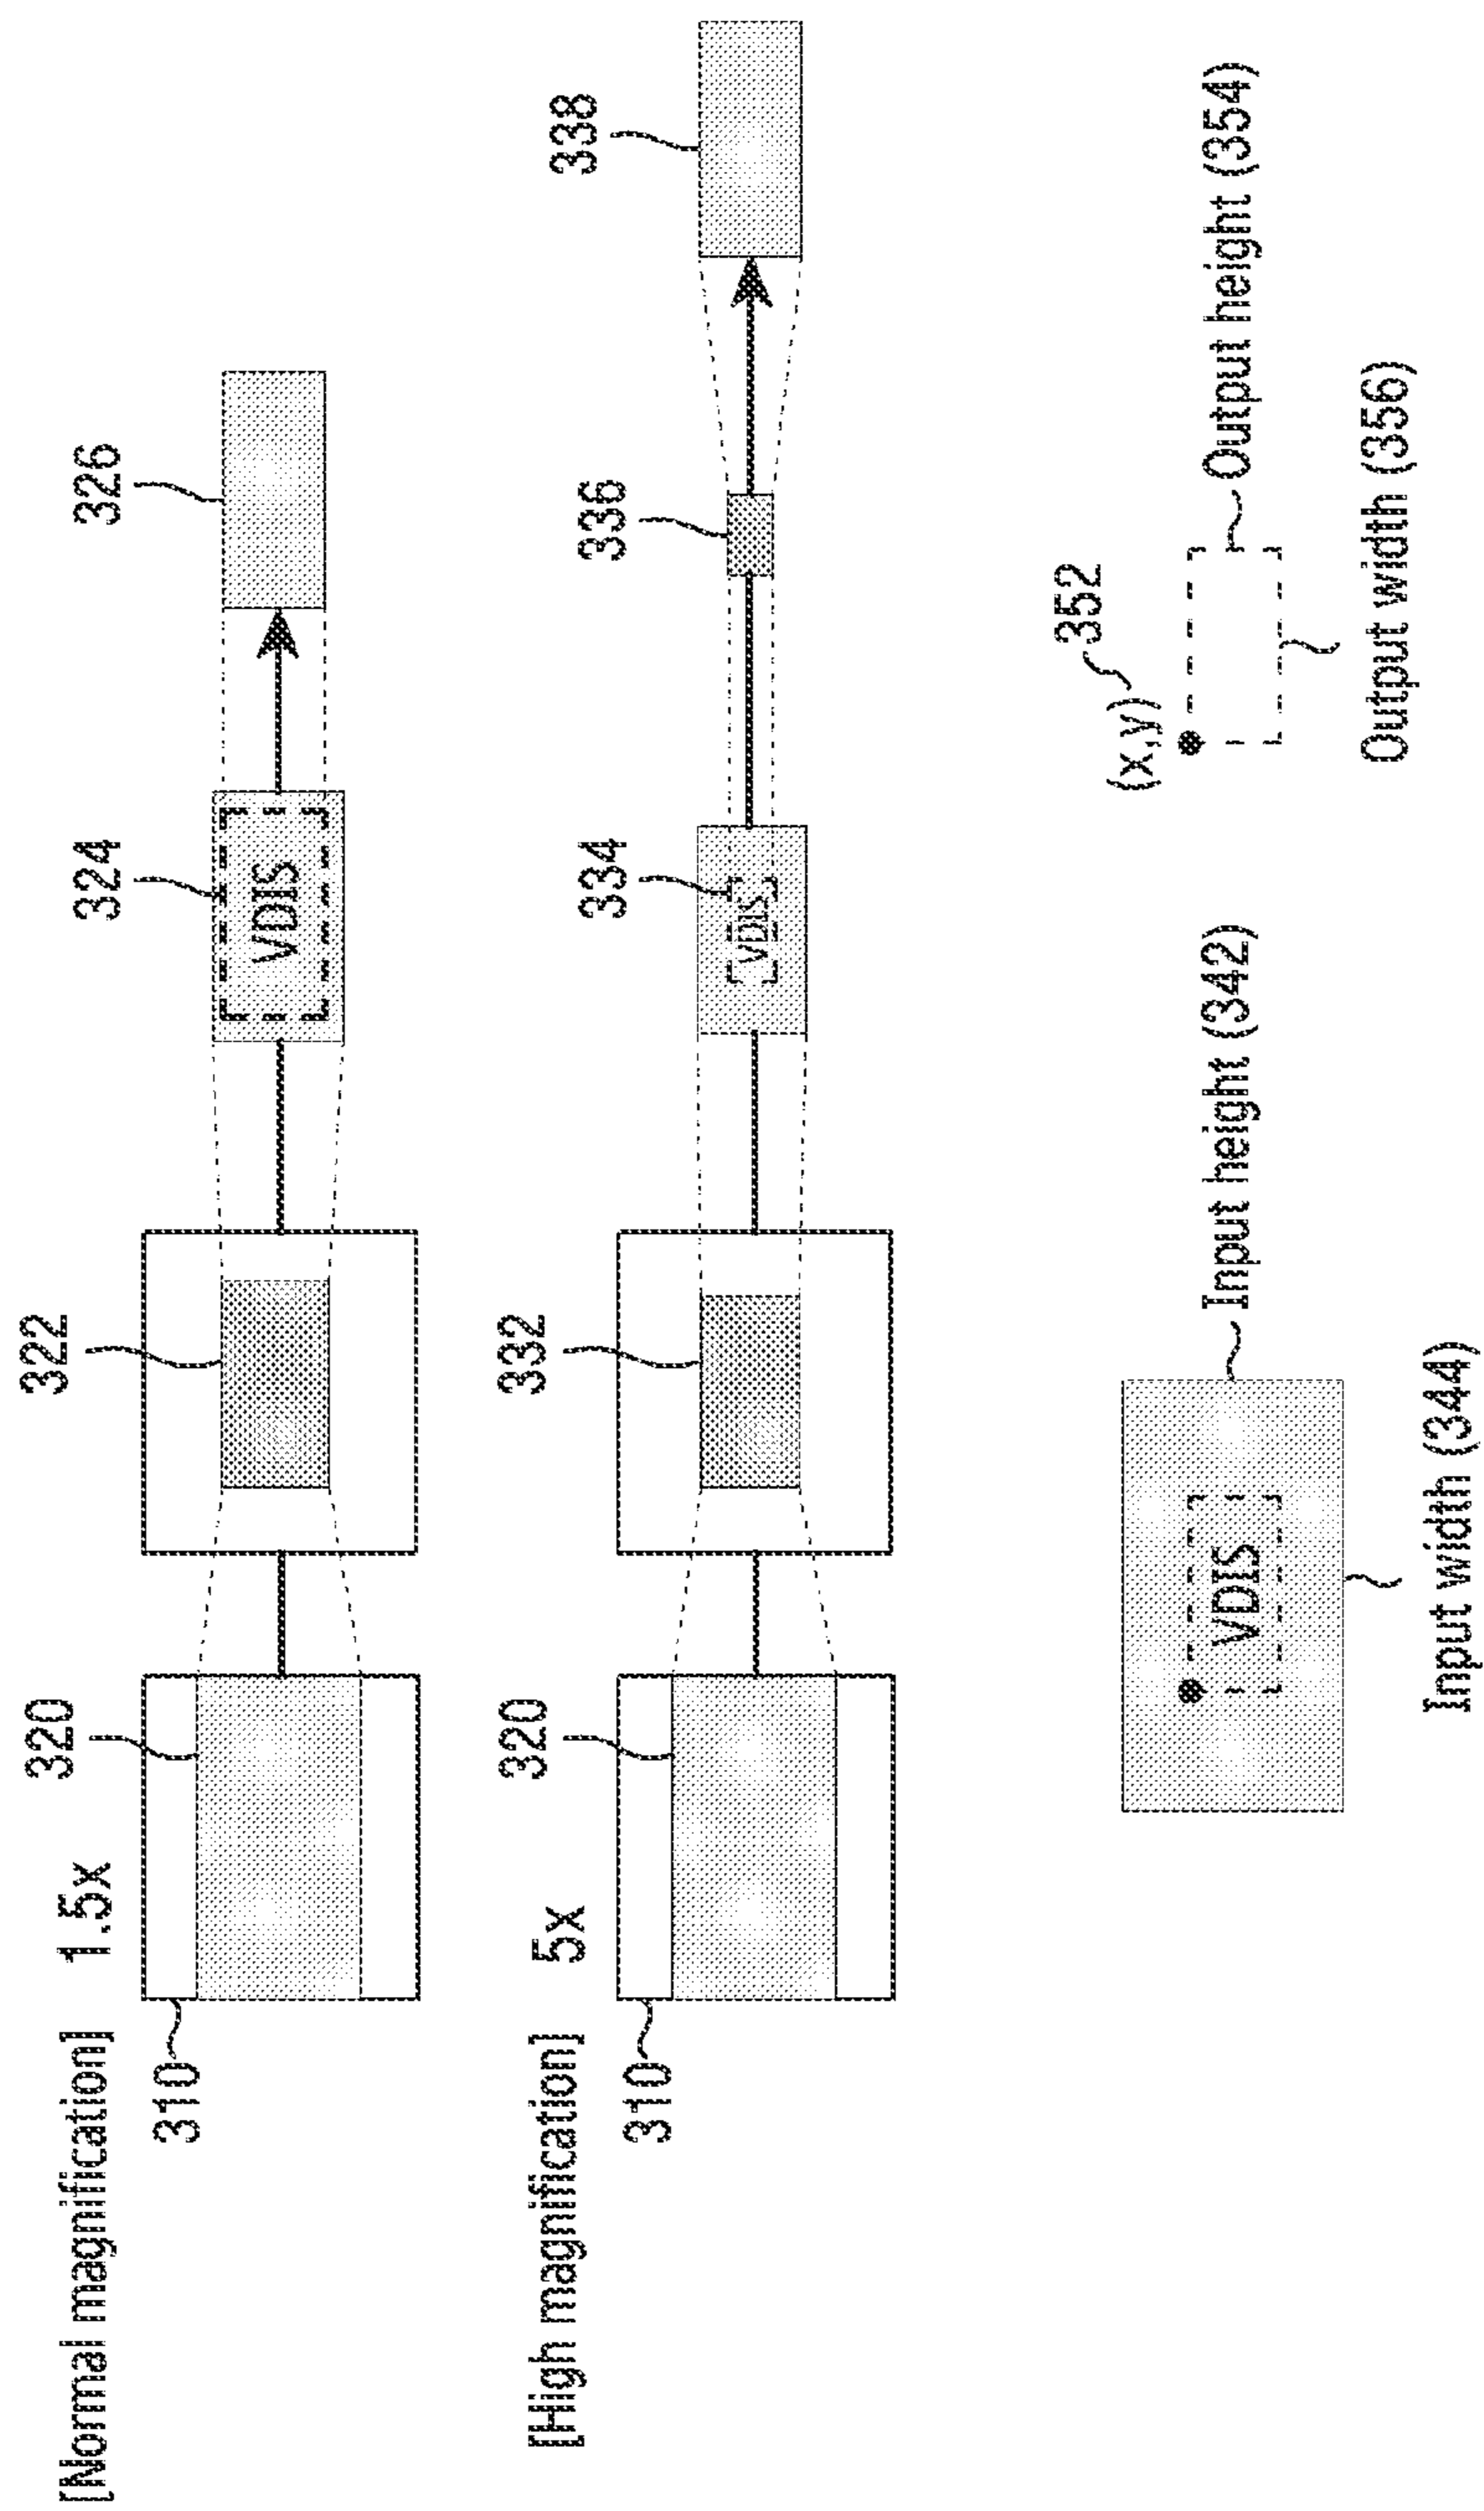 [Normal magnification] 1.5x
310
320
322
324
VDIS
326
[High magnification] 5x
310
320
332
334
VDIS
336
338
VDIS
Input height (342)
Input width (344)
(x,y) 352
Output height (354)
Output width (356)